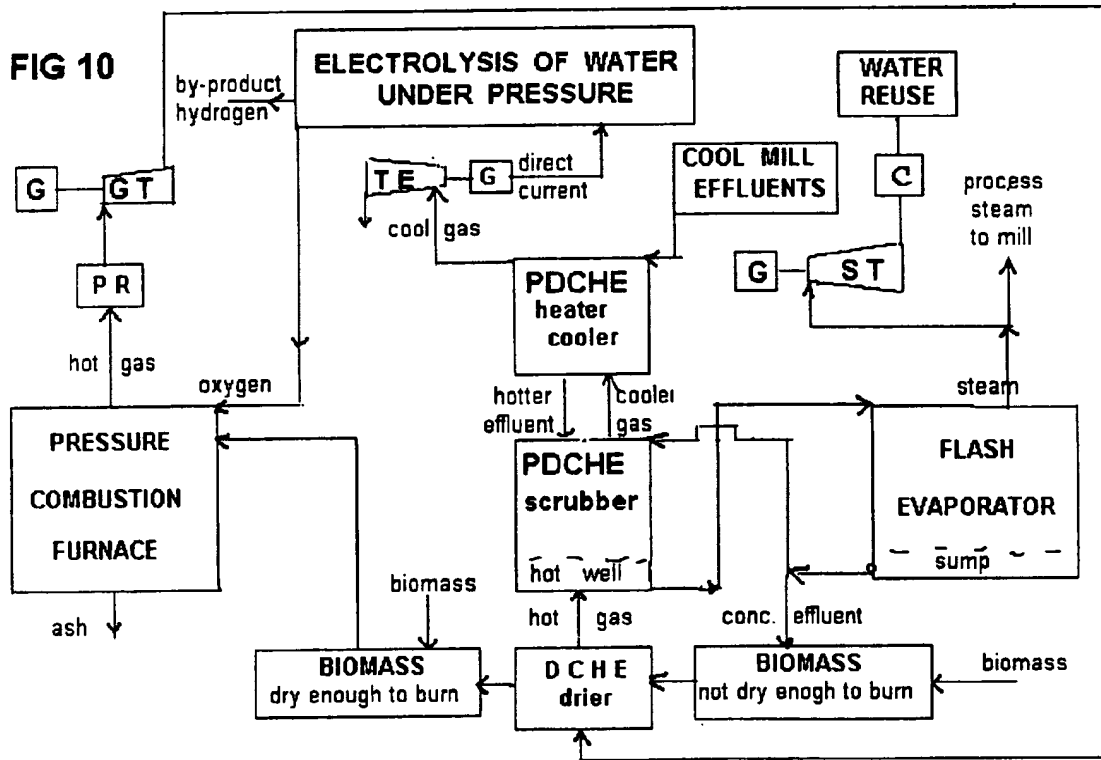 FIG 10
ELECTROLYSIS OF WATER
UNDER PRESSURE
by-product
hydrogen
WATER
REUSE
G
GT
TE
G
direct
current
COOL MILL
EFFLUENTS
C
process
steam
to mill
cool gas
PR
G
ST
PDCHE
heater
cooler
hot gas
oxygen
hotter
effluent
cooler
gas
steam
PRESSURE
COMBUSTION
FURNACE
PDCHE
scrubber
hot well
FLASH
EVAPORATOR
sump
ash
biomass
hot gas
conc. effluent
BIOMASS
dry enough to burn
DCHE
drier
BIOMASS
not dry enogh to burn
biomass